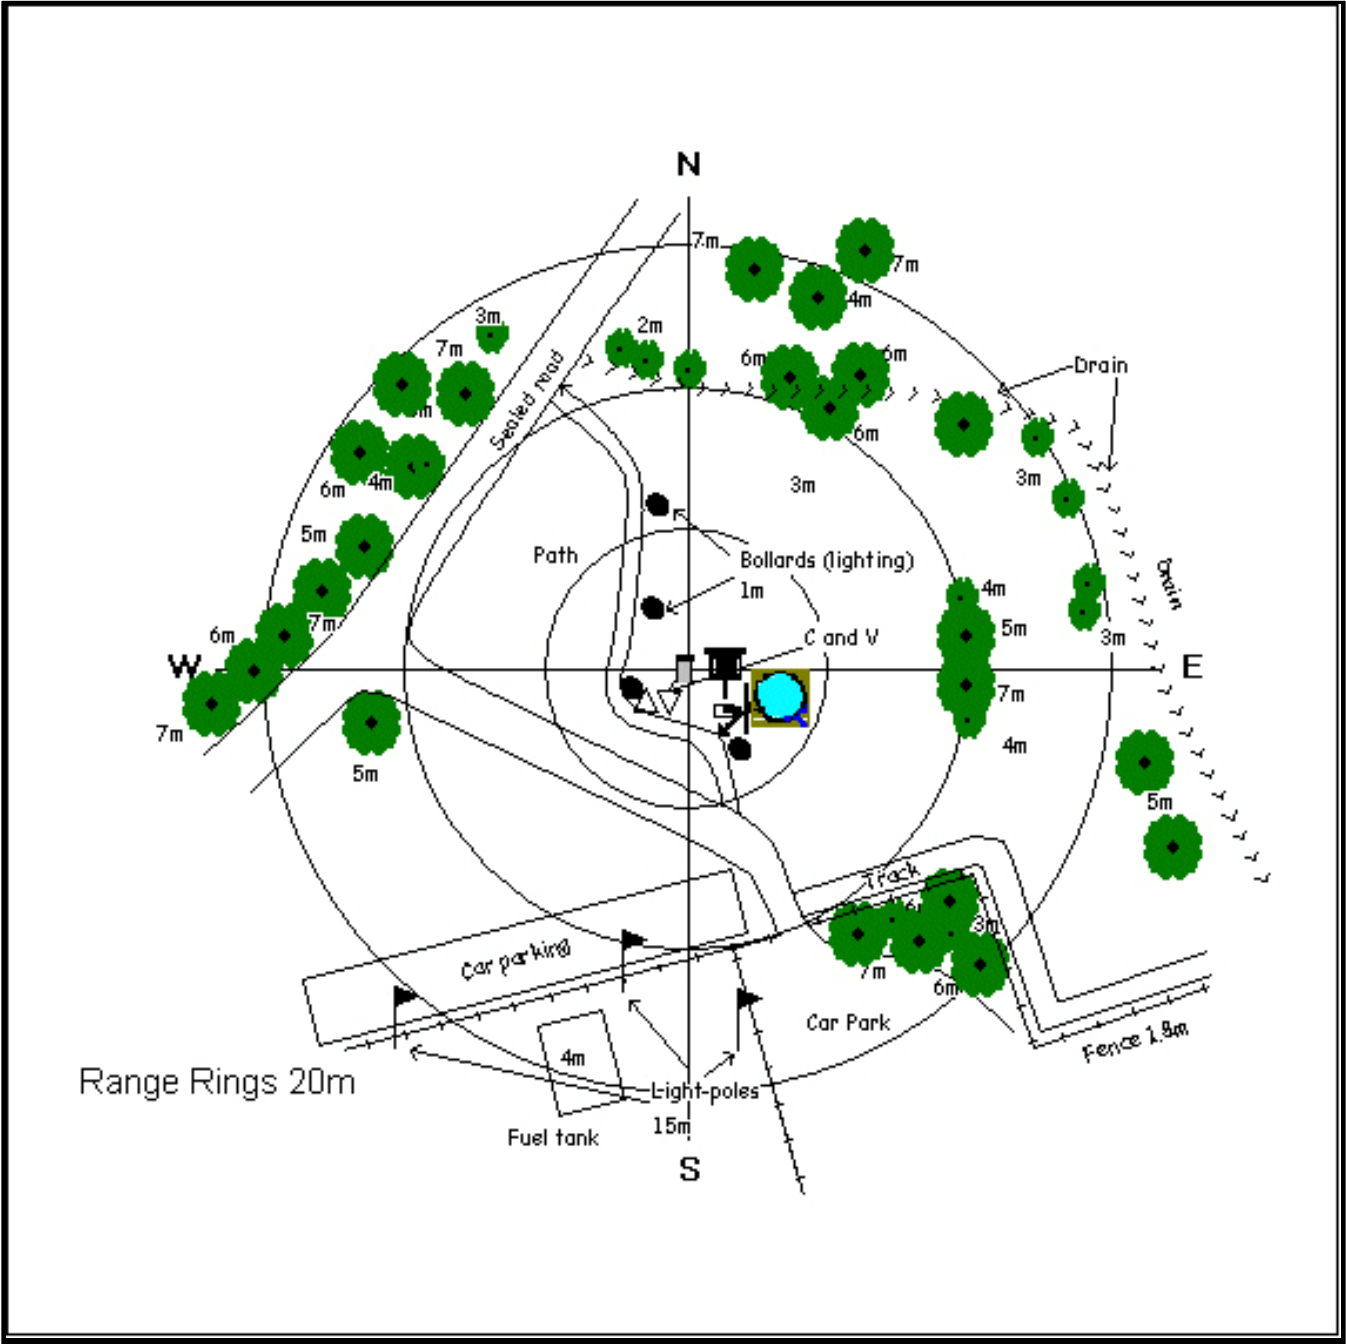 N
7m
7m
4m
3m
2m
7m
6m
6m
Drain
Sealed road
6m
3m
3m
6m
4m
5m
Path
Bollards (lighting)
1m
Drain
4m
5m
6m
7m
C and V
3m
W
E
7m
7m
4m
5m
5m
Track
3m
Car parking
7m
6m
Car Park
Fence 1.8m
4m
Range Rings 20m
Light-poles
15m
Fuel tank
S